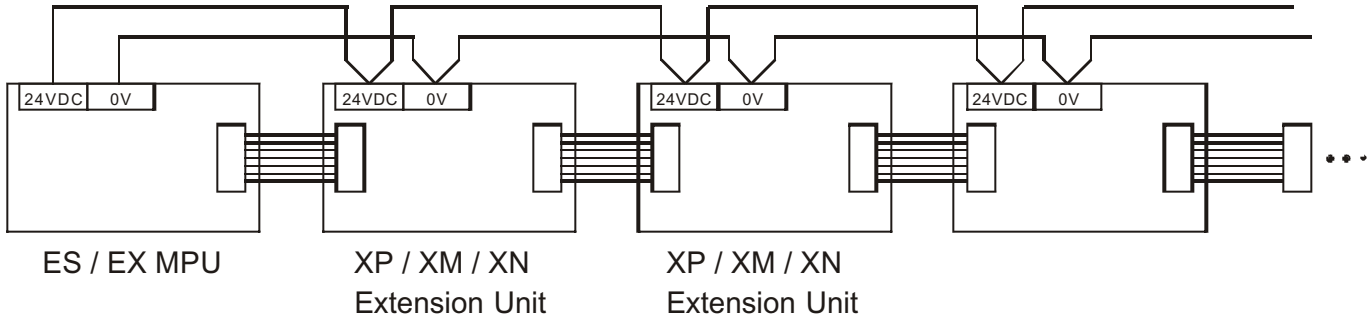 24VDC 0V
24VDC 0V
24VDC 0V
24VDC 0V
ES / EX MPU
XP / XM / XN
Extension Unit
XP / XM / XN
Extension Unit